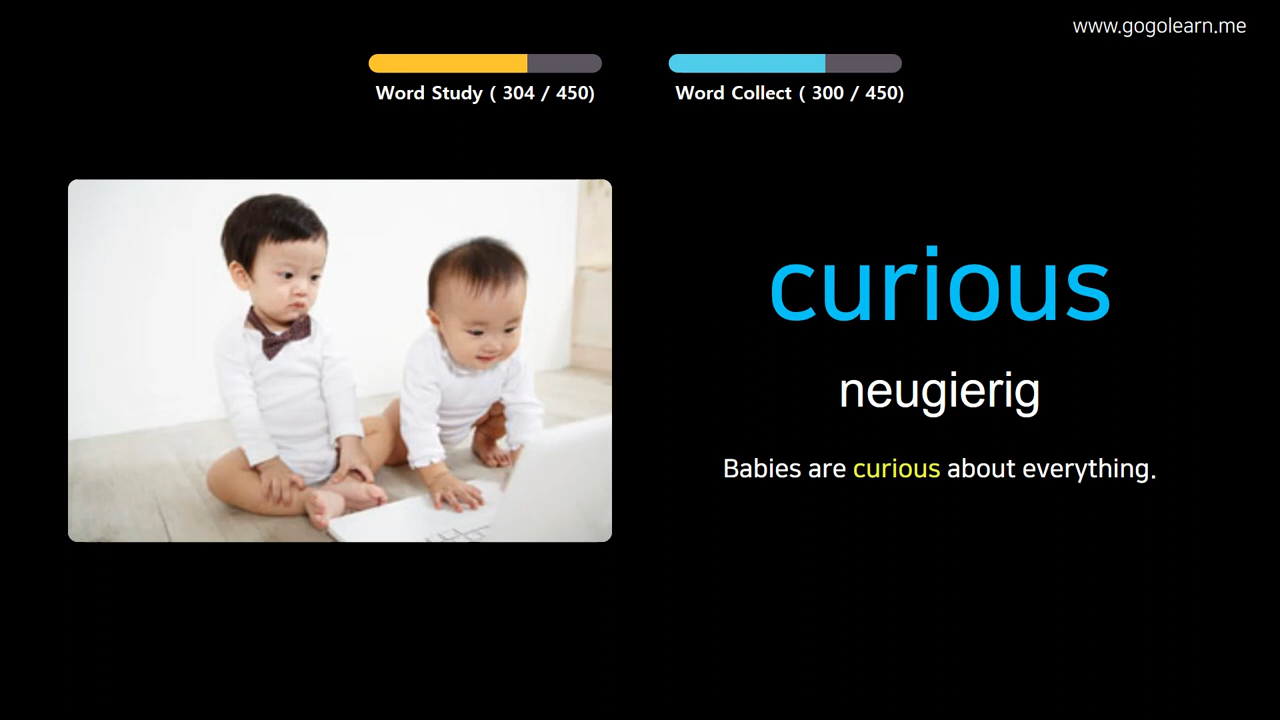 www.gogolearn.me
Word Study ( 304 / 450)
Word Collect ( 300 / 450)
curious
neugierig
Babies are curious about everything.